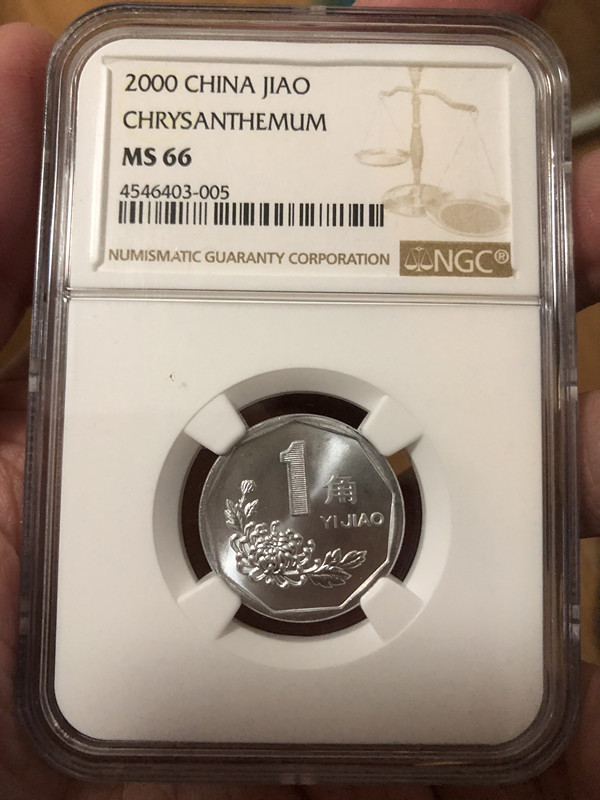 2000 CHINA JIAO
CHRYSANTHEMUM
MS 66
4546403-005
NUMISMATIC GUARANTY CORPORATION NGC®
1 角
YI JIAO